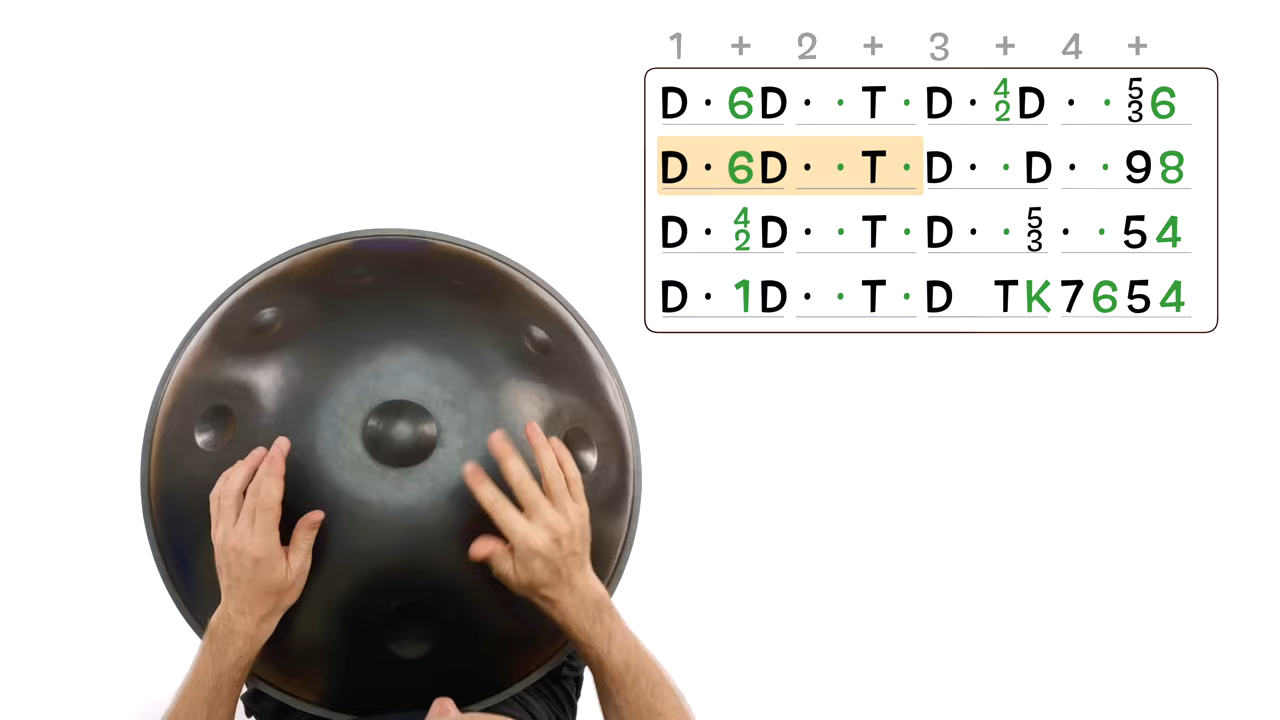 1 + 2 + 3 + 4 +
D · 6 D · · T · D · 4/2 D · · 5/3 6
D · 6 D · · T · D · · D · · 9 8
D · 4/2 D · · T · D · · 5/3 · · 5 4
D · 1 D · · T · D T K 7 6 5 4